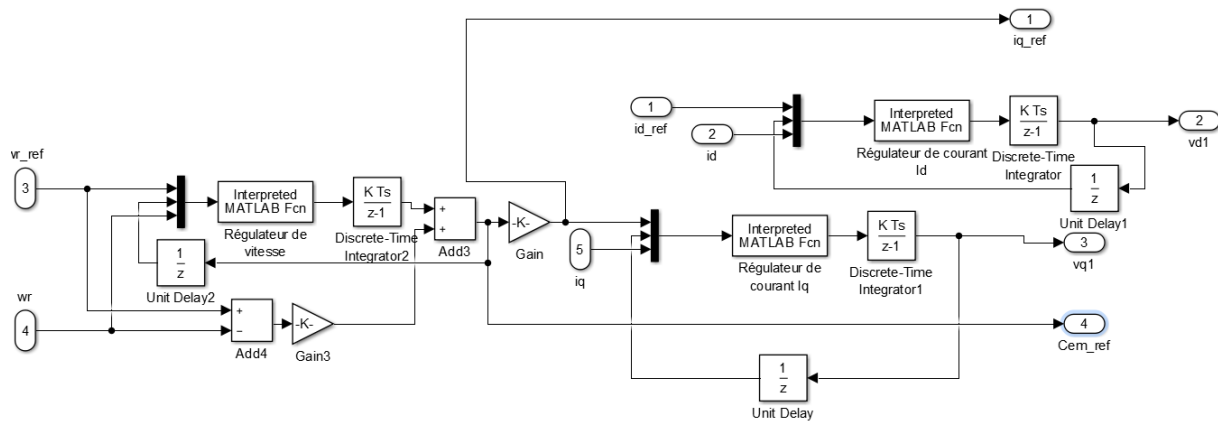 1
iq_ref
1
id_ref
2
id
Interpreted
MATLAB Fcn
Régulateur de courant
Id
K Ts
z-1
Discrete-Time
Integrator
2
vd1
1
z
Unit Delay1
vr_ref
3
Interpreted
MATLAB Fcn
Régulateur de
vitesse
K Ts
z-1
Discrete-Time
Integrator2
+
+
Add3
-K-
Gain
1
z
Unit Delay2
5
iq
Interpreted
MATLAB Fcn
Régulateur de
courant Iq
K Ts
z-1
Discrete-Time
Integrator1
3
vq1
wr
4
+
−
Add4
-K-
Gain3
4
Cem_ref
1
z
Unit Delay